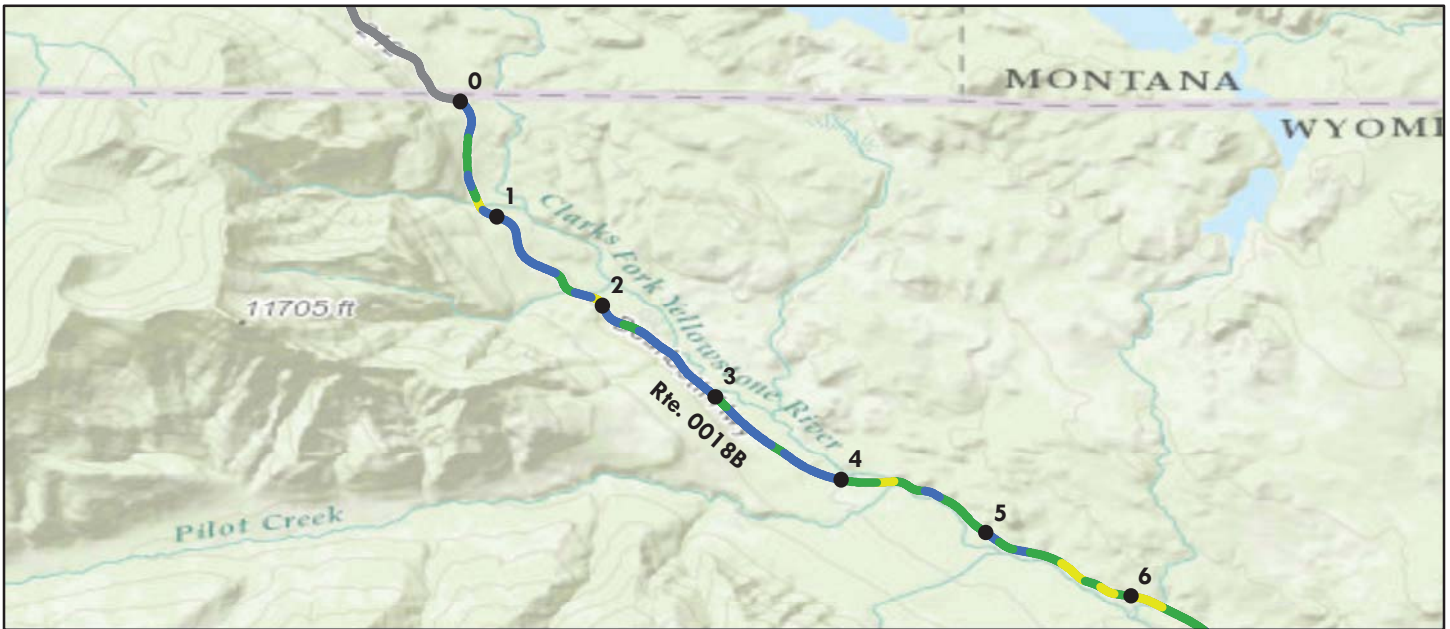 0
MONTANA
WYOMI
1
Clarks Fork Yellowstone River
2
11705 ft
3
Rte. 0018B
4
Pilot Creek
5
6